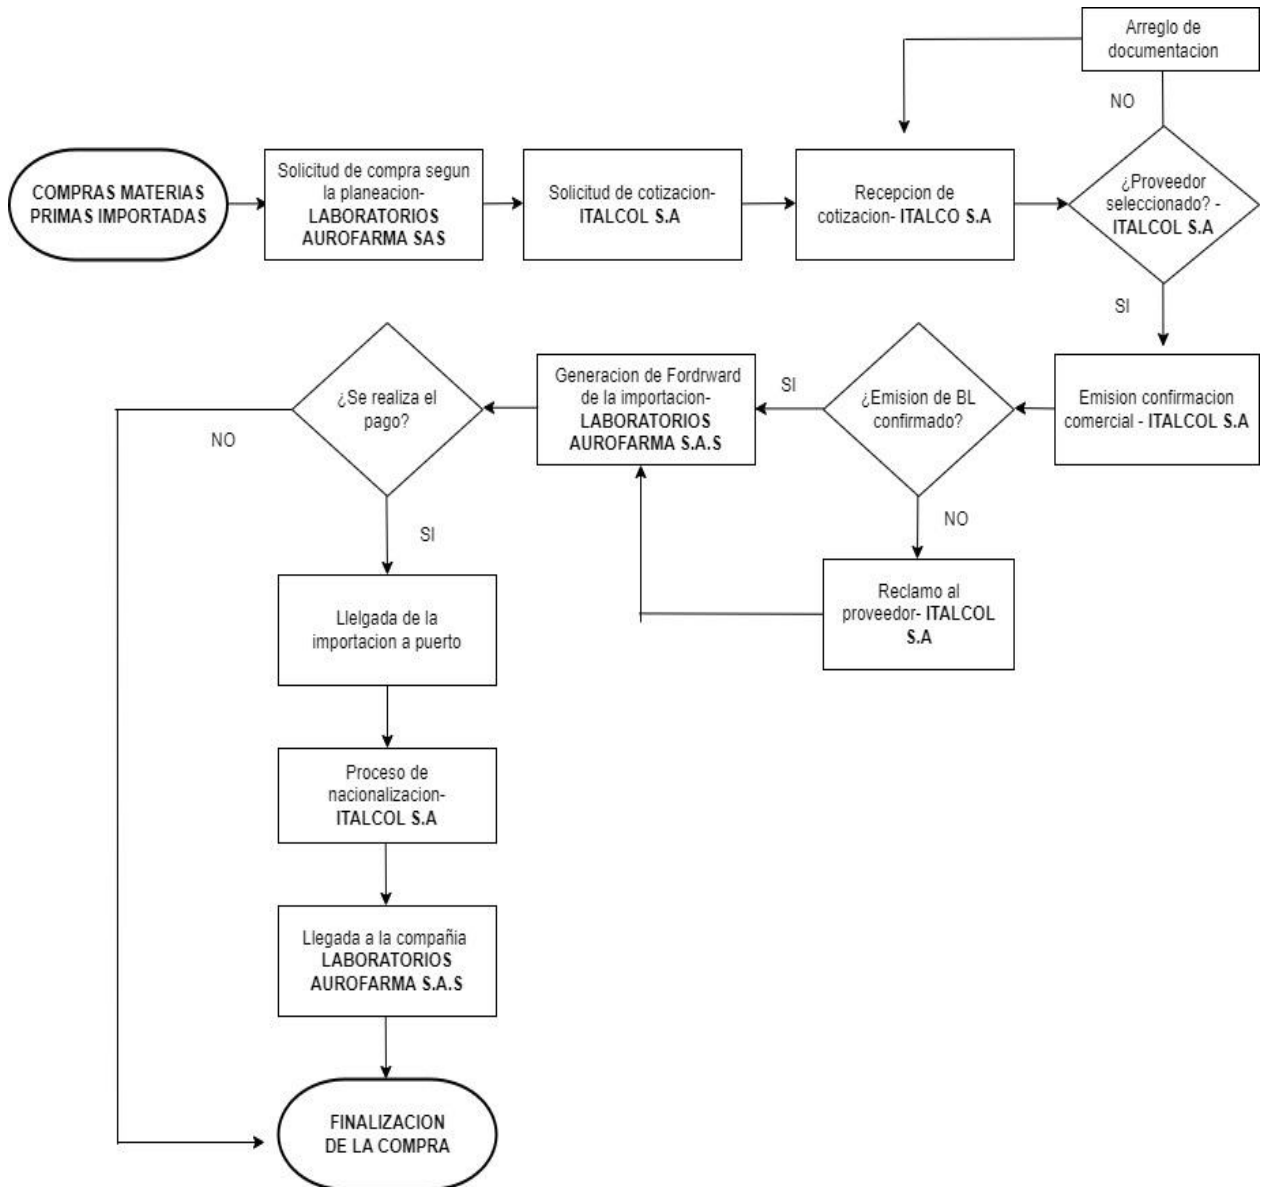 Arreglo de
documentacion
NO
COMPRAS MATERIAS
PRIMAS IMPORTADAS
Solicitud de compra segun
la planeacion-
LABORATORIOS
AUROFARMA SAS
Solicitud de cotizacion-
ITALCOL S.A
Recepcion de
cotizacion- ITALCO S.A
¿Proveedor
seleccionado? -
ITALCOL S.A
SI
¿Se realiza el
pago?
Generacion de Fordrward
de la importacion-
LABORATORIOS
AUROFARMA S.A.S
SI
¿Emision de BL
confirmado?
Emision confirmacion
comercial - ITALCOL S.A
NO
NO
SI
Reclamo al
proveedor- ITALCOL
S.A
Llelgada de la
importacion a puerto
Proceso de
nacionalizacion-
ITALCOL S.A
Llegada a la compañia
LABORATORIOS
AUROFARMA S.A.S
FINALIZACION
DE LA COMPRA